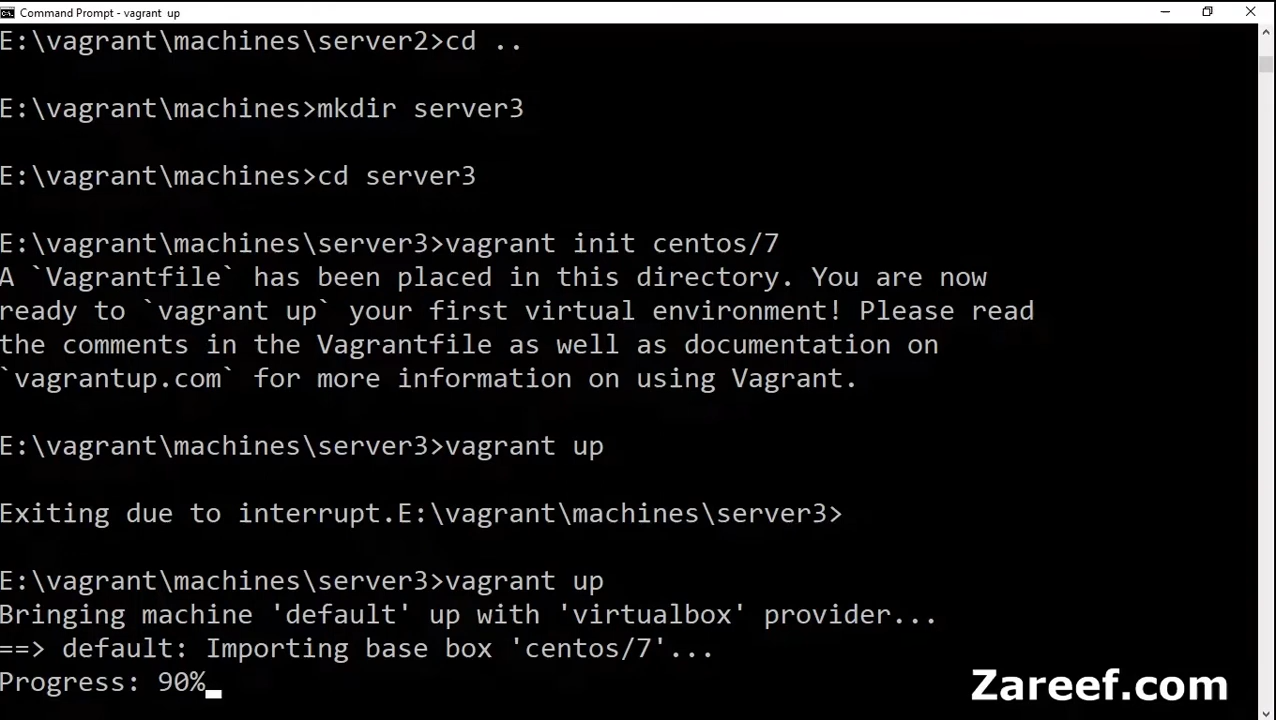 Command Prompt - vagrant  up
E:\vagrant\machines\server2>cd ..
E:\vagrant\machines>mkdir server3
E:\vagrant\machines>cd server3
E:\vagrant\machines\server3>vagrant init centos/7
A `Vagrantfile` has been placed in this directory. You are now
ready to `vagrant up` your first virtual environment! Please read
the comments in the Vagrantfile as well as documentation on
`vagrantup.com` for more information on using Vagrant.
E:\vagrant\machines\server3>vagrant up
Exiting due to interrupt.E:\vagrant\machines\server3>
E:\vagrant\machines\server3>vagrant up
Bringing machine 'default' up with 'virtualbox' provider...
==> default: Importing base box 'centos/7'...
Progress: 90%
Zareef.com